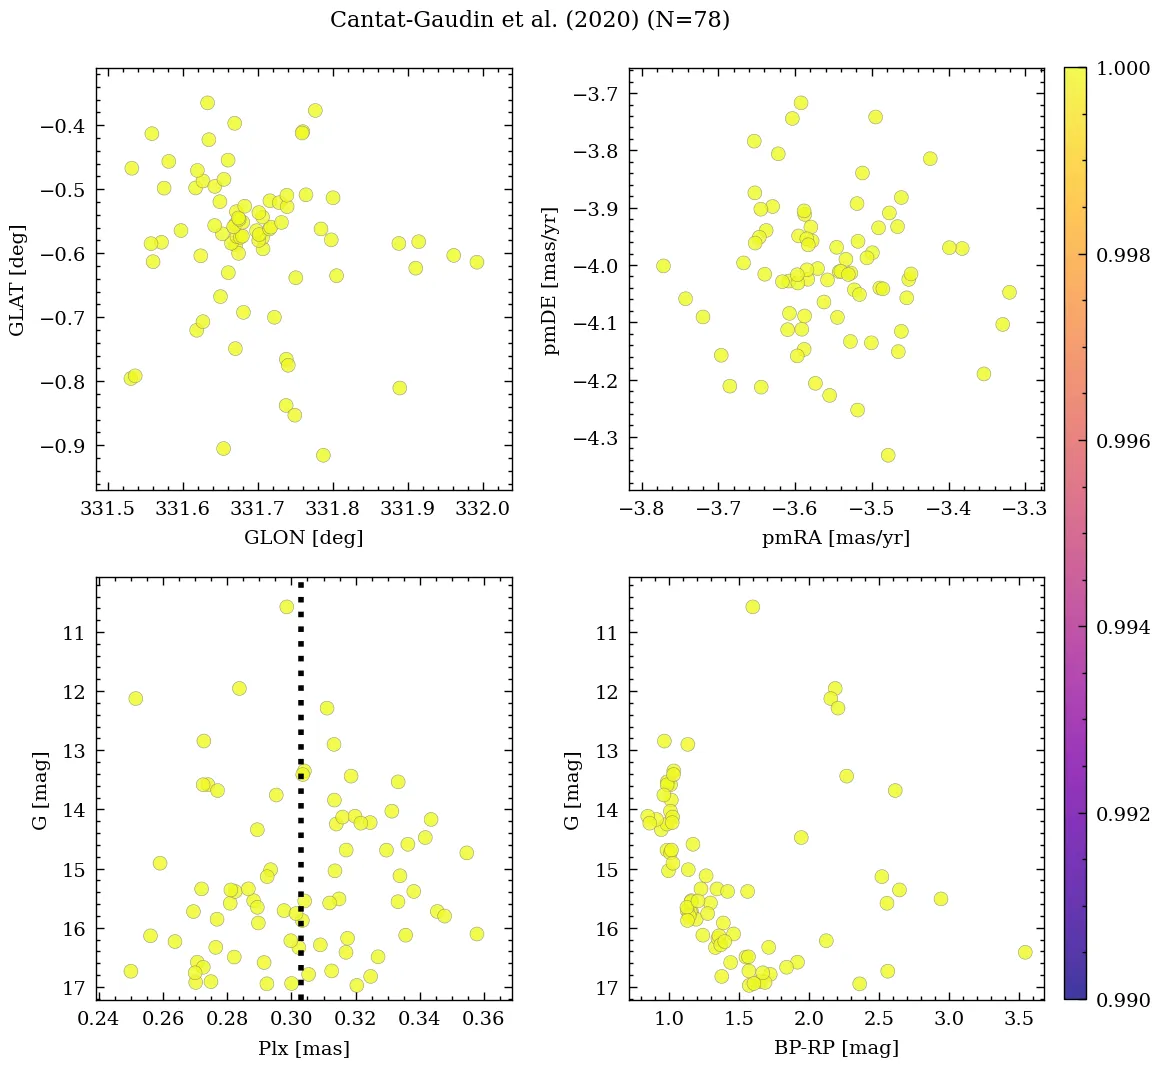 Cantat-Gaudin et al. (2020) (N=78)
−0.4
−0.5
−0.6
−0.7
−0.8
−0.9
GLAT [deg]
331.5 331.6 331.7 331.8 331.9 332.0
GLON [deg]
−3.7
−3.8
−3.9
−4.0
−4.1
−4.2
−4.3
pmDE [mas/yr]
−3.8 −3.7 −3.6 −3.5 −3.4 −3.3
pmRA [mas/yr]
11
12
13
14
15
16
17
G [mag]
0.24 0.26 0.28 0.30 0.32 0.34 0.36
Plx [mas]
11
12
13
14
15
16
17
G [mag]
1.0 1.5 2.0 2.5 3.0 3.5
BP-RP [mag]
1.000
0.998
0.996
0.994
0.992
0.990